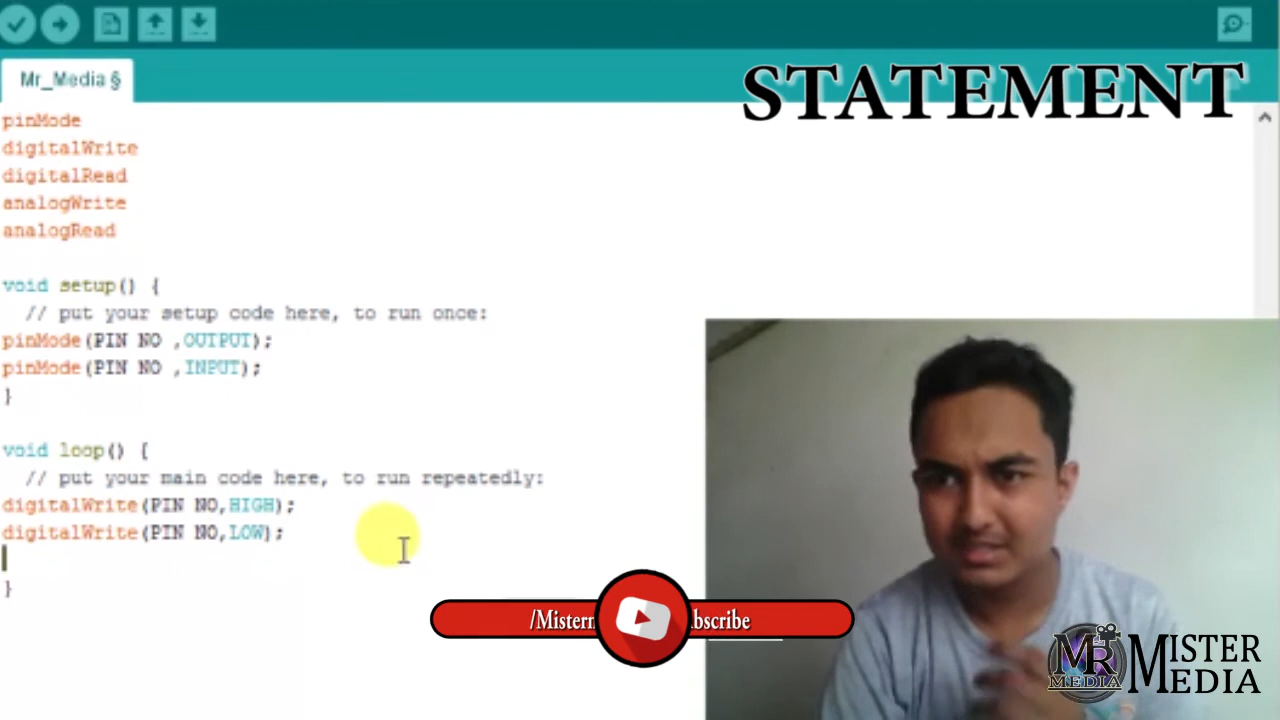 Mr_Media §
STATEMENT
pinMode
digitalWrite
digitalRead
analogWrite
analogRead
void setup() {
// put your setup code here, to run once:
pinMode(PIN NO ,OUTPUT);
pinMode(PIN NO ,INPUT);
}
void loop() {
// put your main code here, to run repeatedly:
digitalWrite(PIN NO,HIGH);
digitalWrite(PIN NO,LOW);
}
MR
MEDIA
MISTER
MEDIA